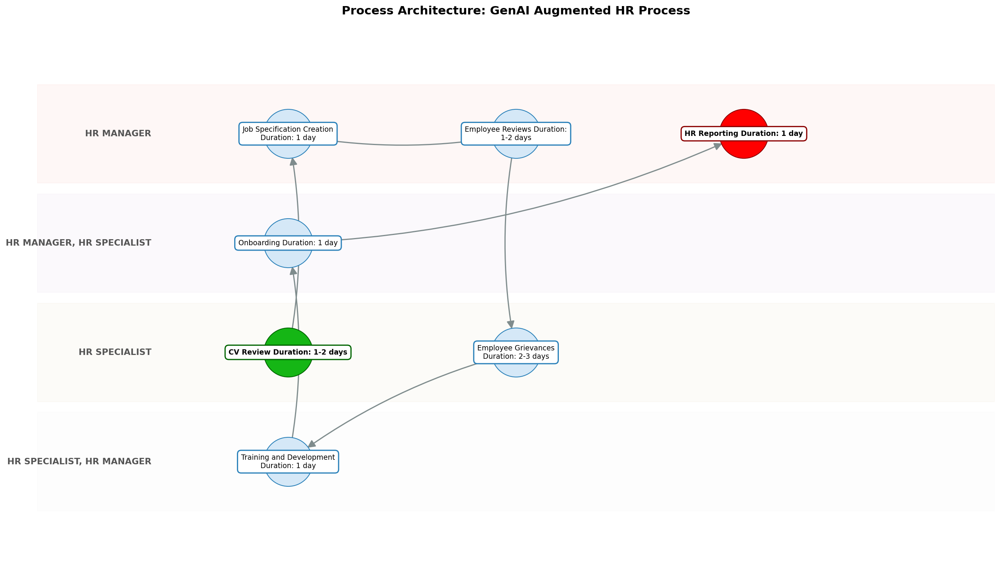 Process Architecture: GenAI Augmented HR Process
HR MANAGER
Job Specification Creation
Duration: 1 day
Employee Reviews Duration:
1-2 days
HR Reporting Duration: 1 day
HR MANAGER, HR SPECIALIST
Onboarding Duration: 1 day
HR SPECIALIST
CV Review Duration: 1-2 days
Employee Grievances
Duration: 2-3 days
HR SPECIALIST, HR MANAGER
Training and Development
Duration: 1 day